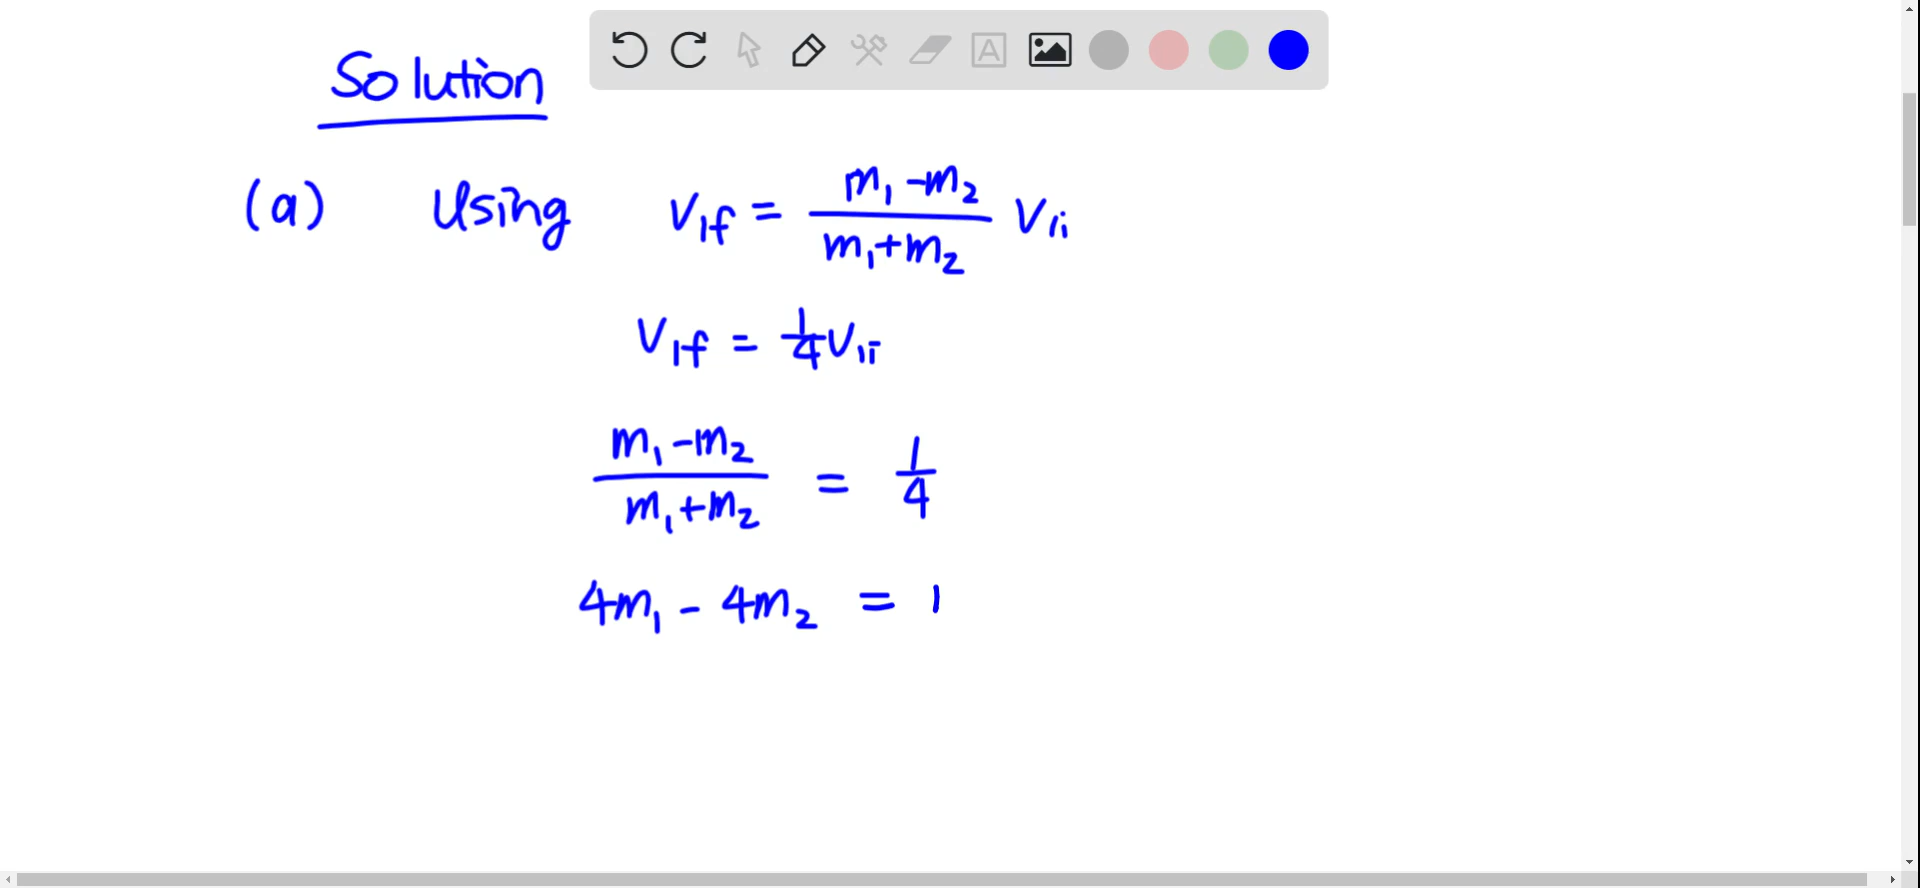 Solution
(a) Using v₁f = (m₁ - m₂)/(m₁ + m₂) v₁ᵢ
v₁f = 1/4 v₁ᵢ
(m₁ - m₂)/(m₁ + m₂) = 1/4
4m₁ - 4m₂ = 1